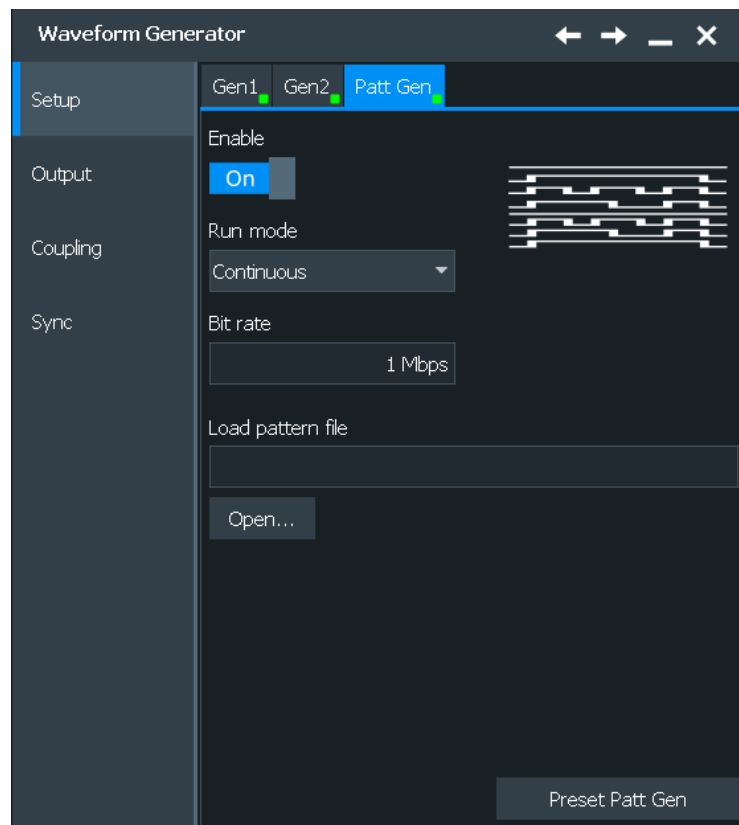 Waveform Generator
Setup
Output
Coupling
Sync
Gen1 Gen2 Patt Gen
Enable
On
Run mode
Continuous
Bit rate
1 Mbps
Load pattern file
Open...
Preset Patt Gen